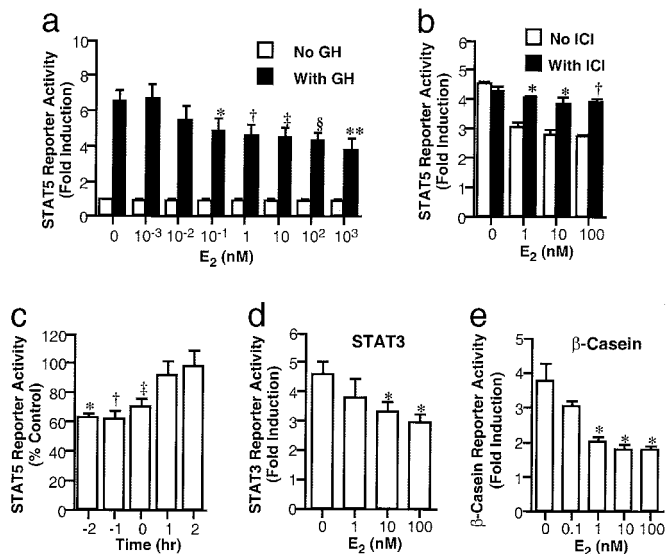 a
No GH
With GH
STAT5 Reporter Activity
(Fold Induction)
10
8
6
4
2
0
*
†
‡
§
**
0 10⁻³ 10⁻² 10⁻¹ 1 10 10² 10³
E₂ (nM)
b
No ICI
With ICI
STAT5 Reporter Activity
(Fold Induction)
6
5
4
3
2
1
0
* * †
0 1 10 100
E₂ (nM)
c
STAT5 Reporter Activity
(% Control)
120
100
80
60
40
20
0
* † ‡
-2 -1 0 1 2
Time (hr)
d
STAT3
STAT3 Reporter Activity
(Fold Induction)
6
5
4
3
2
1
0
* *
0 1 10 100
E₂ (nM)
e
β-Casein
β-Casein Reporter Activity
(Fold Induction)
5
4
3
2
1
0
* * *
0 0.1 1 10 100
E₂ (nM)